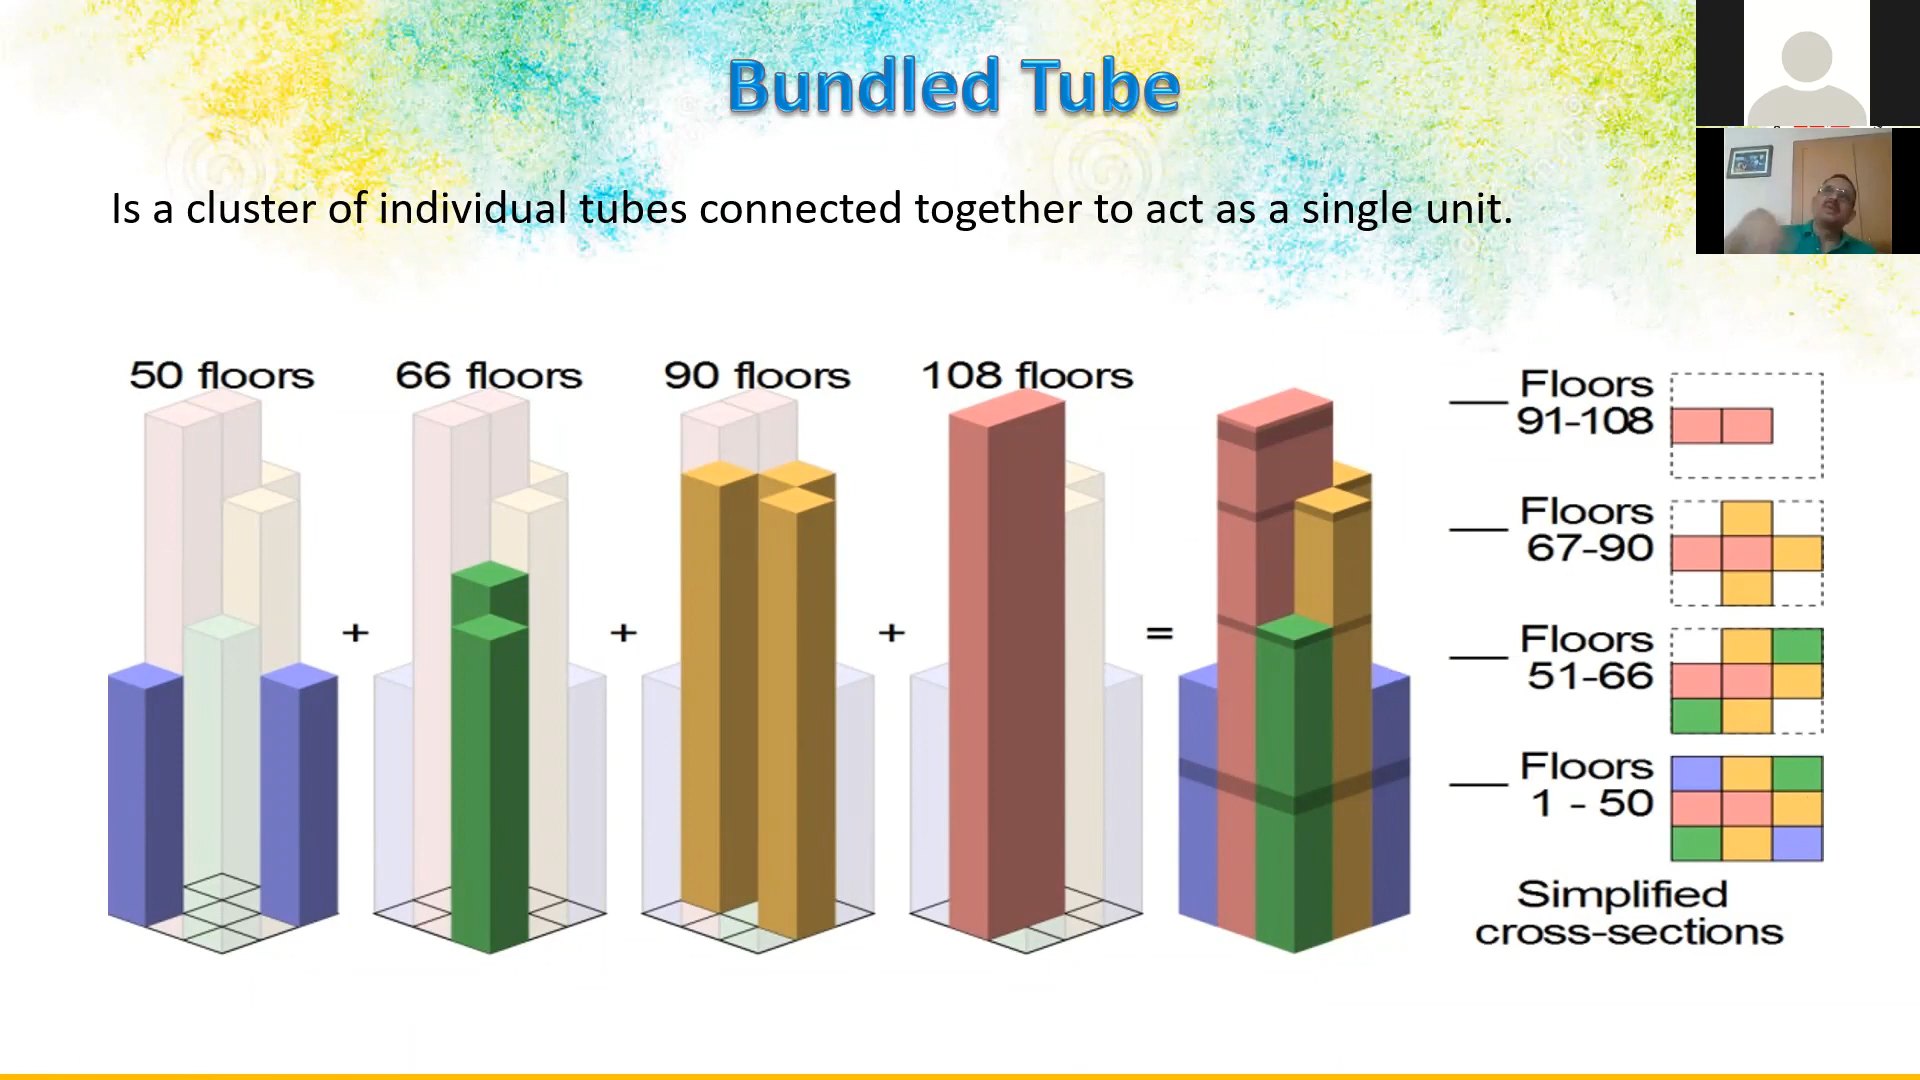 Bundled Tube
Is a cluster of individual tubes connected together to act as a single unit.
50 floors
66 floors
90 floors
108 floors
+
+
+
=
Floors
91-108
Floors
67-90
Floors
51-66
Floors
1 - 50
Simplified
cross-sections